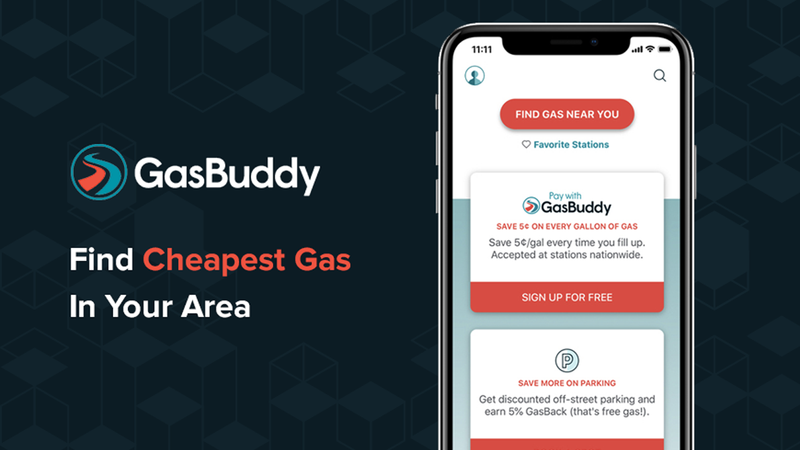 GasBuddy
Find Cheapest Gas
In Your Area
11:11
FIND GAS NEAR YOU
Favorite Stations
Pay with
GasBuddy
SAVE 5¢ ON EVERY GALLON OF GAS
Save 5¢/gal every time you fill up.
Accepted at stations nationwide.
SIGN UP FOR FREE
P
SAVE MORE ON PARKING
Get discounted off-street parking and
earn 5% GasBack (that's free gas!).